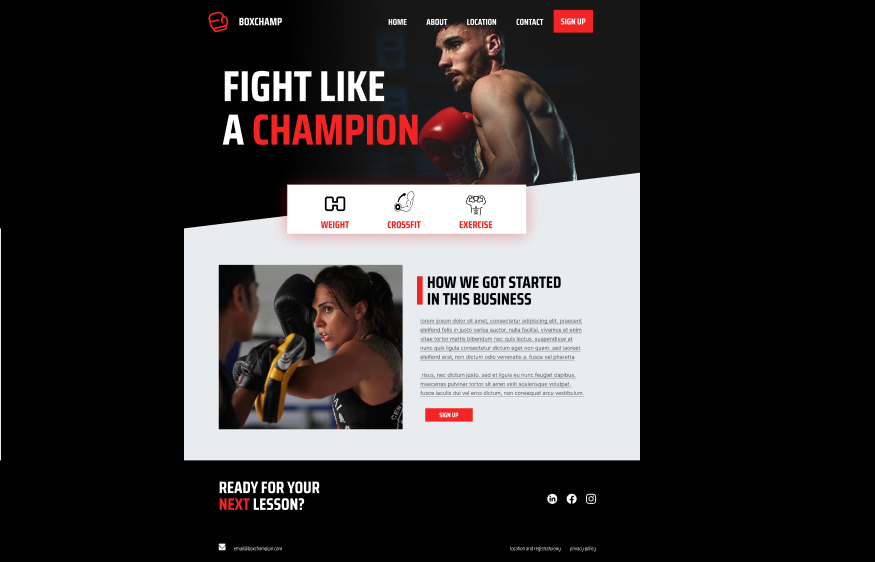 BOXCHAMP
HOME ABOUT LOCATION CONTACT SIGN UP
FIGHT LIKE
A CHAMPION
WEIGHT CROSSFIT EXERCISE
HOW WE GOT STARTED
IN THIS BUSINESS
lorem ipsum dolor sit amet, consectetur adipiscing elit. praesent
eleifend felis in justo varius auctor. nulla facilisi. vivamus et enim
vitae tortor mattis bibendum nec quis lectus. suspendisse at
nunc quis ligula consectetur dictum eget non quam. sed laoreet
eleifend erat, non dictum odio venenatis a. fusce vel pharetra
risus, nec dictum justo. sed et ligula eu nunc feugiat dapibus.
maecenas pulvinar tortor sit amet velit scelerisque volutpat.
fusce iaculis dui vel eros dictum, non consequat arcu vestibulum.
SIGN UP
READY FOR YOUR
NEXT LESSON?
in
email@boxchampion.com
location and registrationy privacy policy